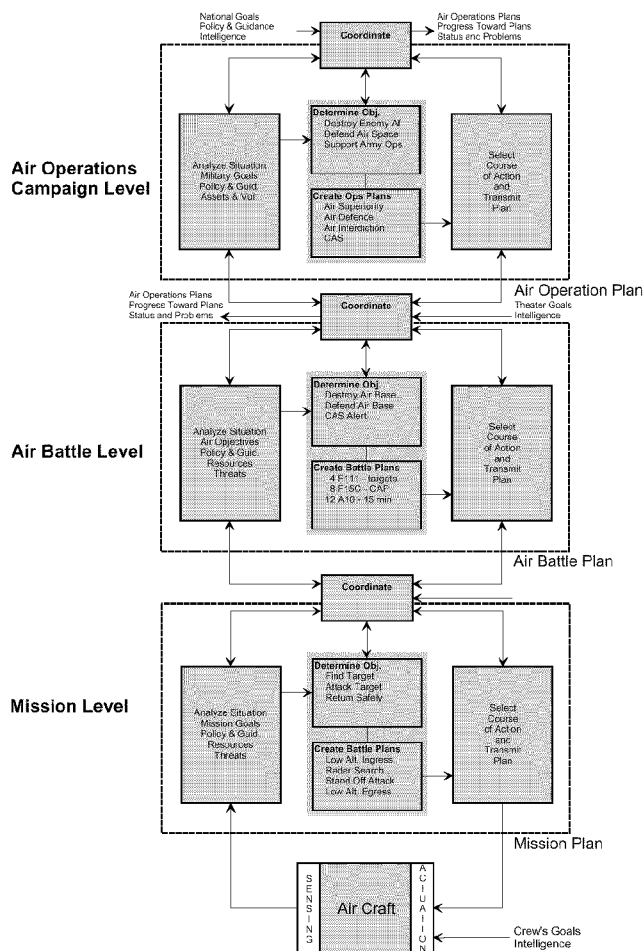 National Goals
Policy & Guidance
Intelligence
Coordinate
Air Operations Plans
Progress Toward Plans
Status and Problems
Air Operations
Campaign Level
Analyze Situation
Military Goals
Policy & Guid.
Assets & Vul
Determine Obj.
Destroy Enemy Af
Defend Air Space
Support Army Ops
Create Ops Plans
Air Superiority
Air Defence
Air Interdiction
CAS
Select
Course
of Action
and
Transmit
Plan
Air Operation Plan
Air Operations Plans
Progress Toward Plans
Status and Problems
Coordinate
Theater Goals
Intelligence
Air Battle Level
Analyze Situation
Air Opjectives
Policy & Guid.
Resources
Threats
Determine Obj.
Destroy Air Base
Defend Air Base
CAS Alert
Create Battle Plans
4 F111 - targets
8 F15C - CAP
12 A10 - 15 min
Select
Course
of Action
and
Transmit
Plan
Air Battle Plan
Coordinate
Mission Level
Analyze Situation
Mission Goals
Policy & Guid.
Resources
Threats
Determine Obj.
Find Target
Attack Target
Return Safely
Create Battle Plans
Low Alt. Ingress
Radar Search
Stand Off Attack
Low Alt. Egress
Select
Course
of Action
and
Transmit
Plan
Mission Plan
SENSING
Air Craft
ACTUATION
Crew's Goals
Intelligence